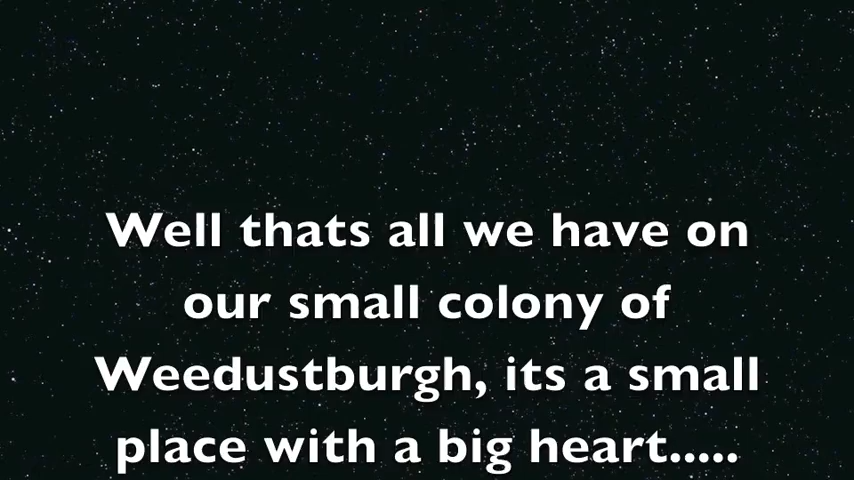 Well thats all we have on
our small colony of
Weedustburgh, its a small
place with a big heart.....